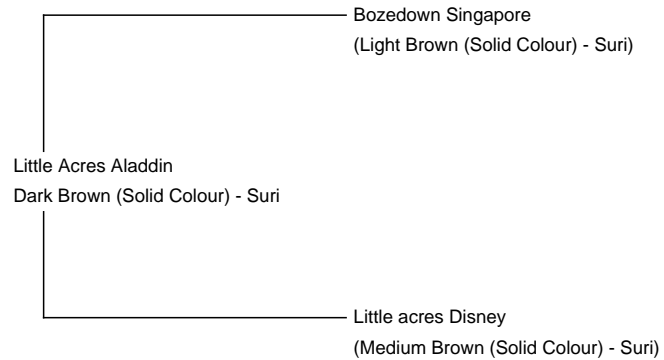 Bozedown Singapore
(Light Brown (Solid Colour) - Suri)
Little Acres Aladdin
Dark Brown (Solid Colour) - Suri
Little acres Disney
(Medium Brown (Solid Colour) - Suri)